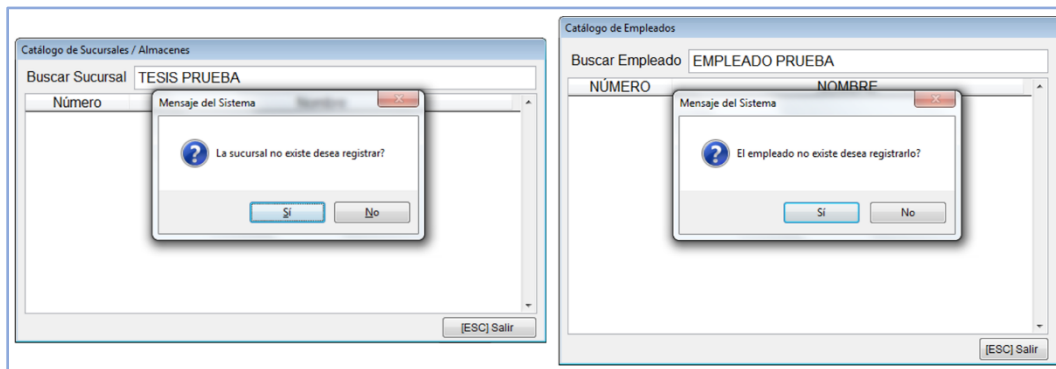 Catálogo de Sucursales / Almacenes
Buscar Sucursal TESIS PRUEBA
Número Nombre
Mensaje del Sistema
La sucursal no existe desea registrar?
Sí No
[ESC] Salir
Catálogo de Empleados
Buscar Empleado EMPLEADO PRUEBA
NÚMERO NOMBRE
Mensaje del Sistema
El empleado no existe desea registrarlo?
Sí No
[ESC] Salir